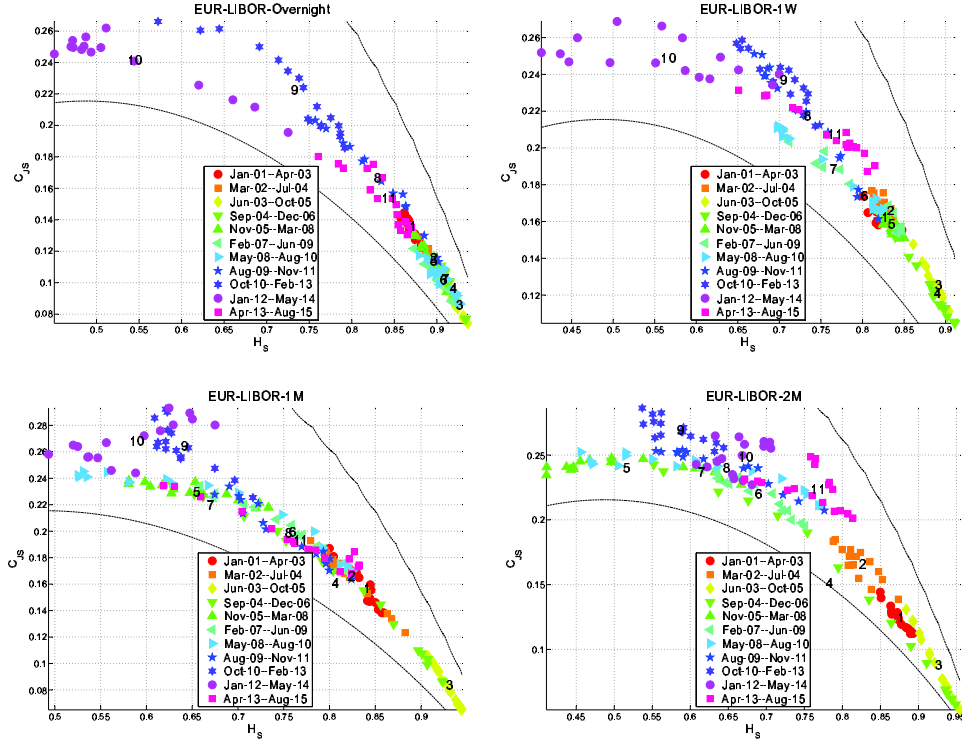 EUR-LIBOR-Overnight
C_JS
0.26
0.24
0.22
0.2
0.18
0.16
0.14
0.12
0.1
0.08
10
9
8
11
6
7
4
3
Jan-01--Apr-03
Mar-02--Jul-04
Jun-03--Oct-05
Sep-04--Dec-06
Nov-05--Mar-08
Feb-07--Jun-09
May-08--Aug-10
Aug-09--Nov-11
Oct-10--Feb-13
Jan-12--May-14
Apr-13--Aug-15
0.5 0.55 0.6 0.65 0.7 0.75 0.8 0.85 0.9
H_S
EUR-LIBOR-1W
C_JS
0.26
0.24
0.22
0.2
0.18
0.16
0.14
0.12
10
9
8
11
7
6
2
1
5
3
4
Jan-01--Apr-03
Mar-02--Jul-04
Jun-03--Oct-05
Sep-04--Dec-06
Nov-05--Mar-08
Feb-07--Jun-09
May-08--Aug-10
Aug-09--Nov-11
Oct-10--Feb-13
Jan-12--May-14
Apr-13--Aug-15
0.45 0.5 0.55 0.6 0.65 0.7 0.75 0.8 0.85 0.9
H_S
EUR-LIBOR-1M
C_JS
0.28
0.26
0.24
0.22
0.2
0.18
0.16
0.14
0.12
0.1
0.08
10
9
5
7
8
6
11
2
4
1
3
Jan-01--Apr-03
Mar-02--Jul-04
Jun-03--Oct-05
Sep-04--Dec-06
Nov-05--Mar-08
Feb-07--Jun-09
May-08--Aug-10
Aug-09--Nov-11
Oct-10--Feb-13
Jan-12--May-14
Apr-13--Aug-15
0.5 0.55 0.6 0.65 0.7 0.75 0.8 0.85 0.9
H_S
EUR-LIBOR-2M
C_JS
0.25
0.2
0.15
0.1
9
10
5
7
8
6
11
4
2
1
3
Jan-01--Apr-03
Mar-02--Jul-04
Jun-03--Oct-05
Sep-04--Dec-06
Nov-05--Mar-08
Feb-07--Jun-09
May-08--Aug-10
Aug-09--Nov-11
Oct-10--Feb-13
Jan-12--May-14
Apr-13--Aug-15
0.45 0.5 0.55 0.6 0.65 0.7 0.75 0.8 0.85 0.9 0.95
H_S